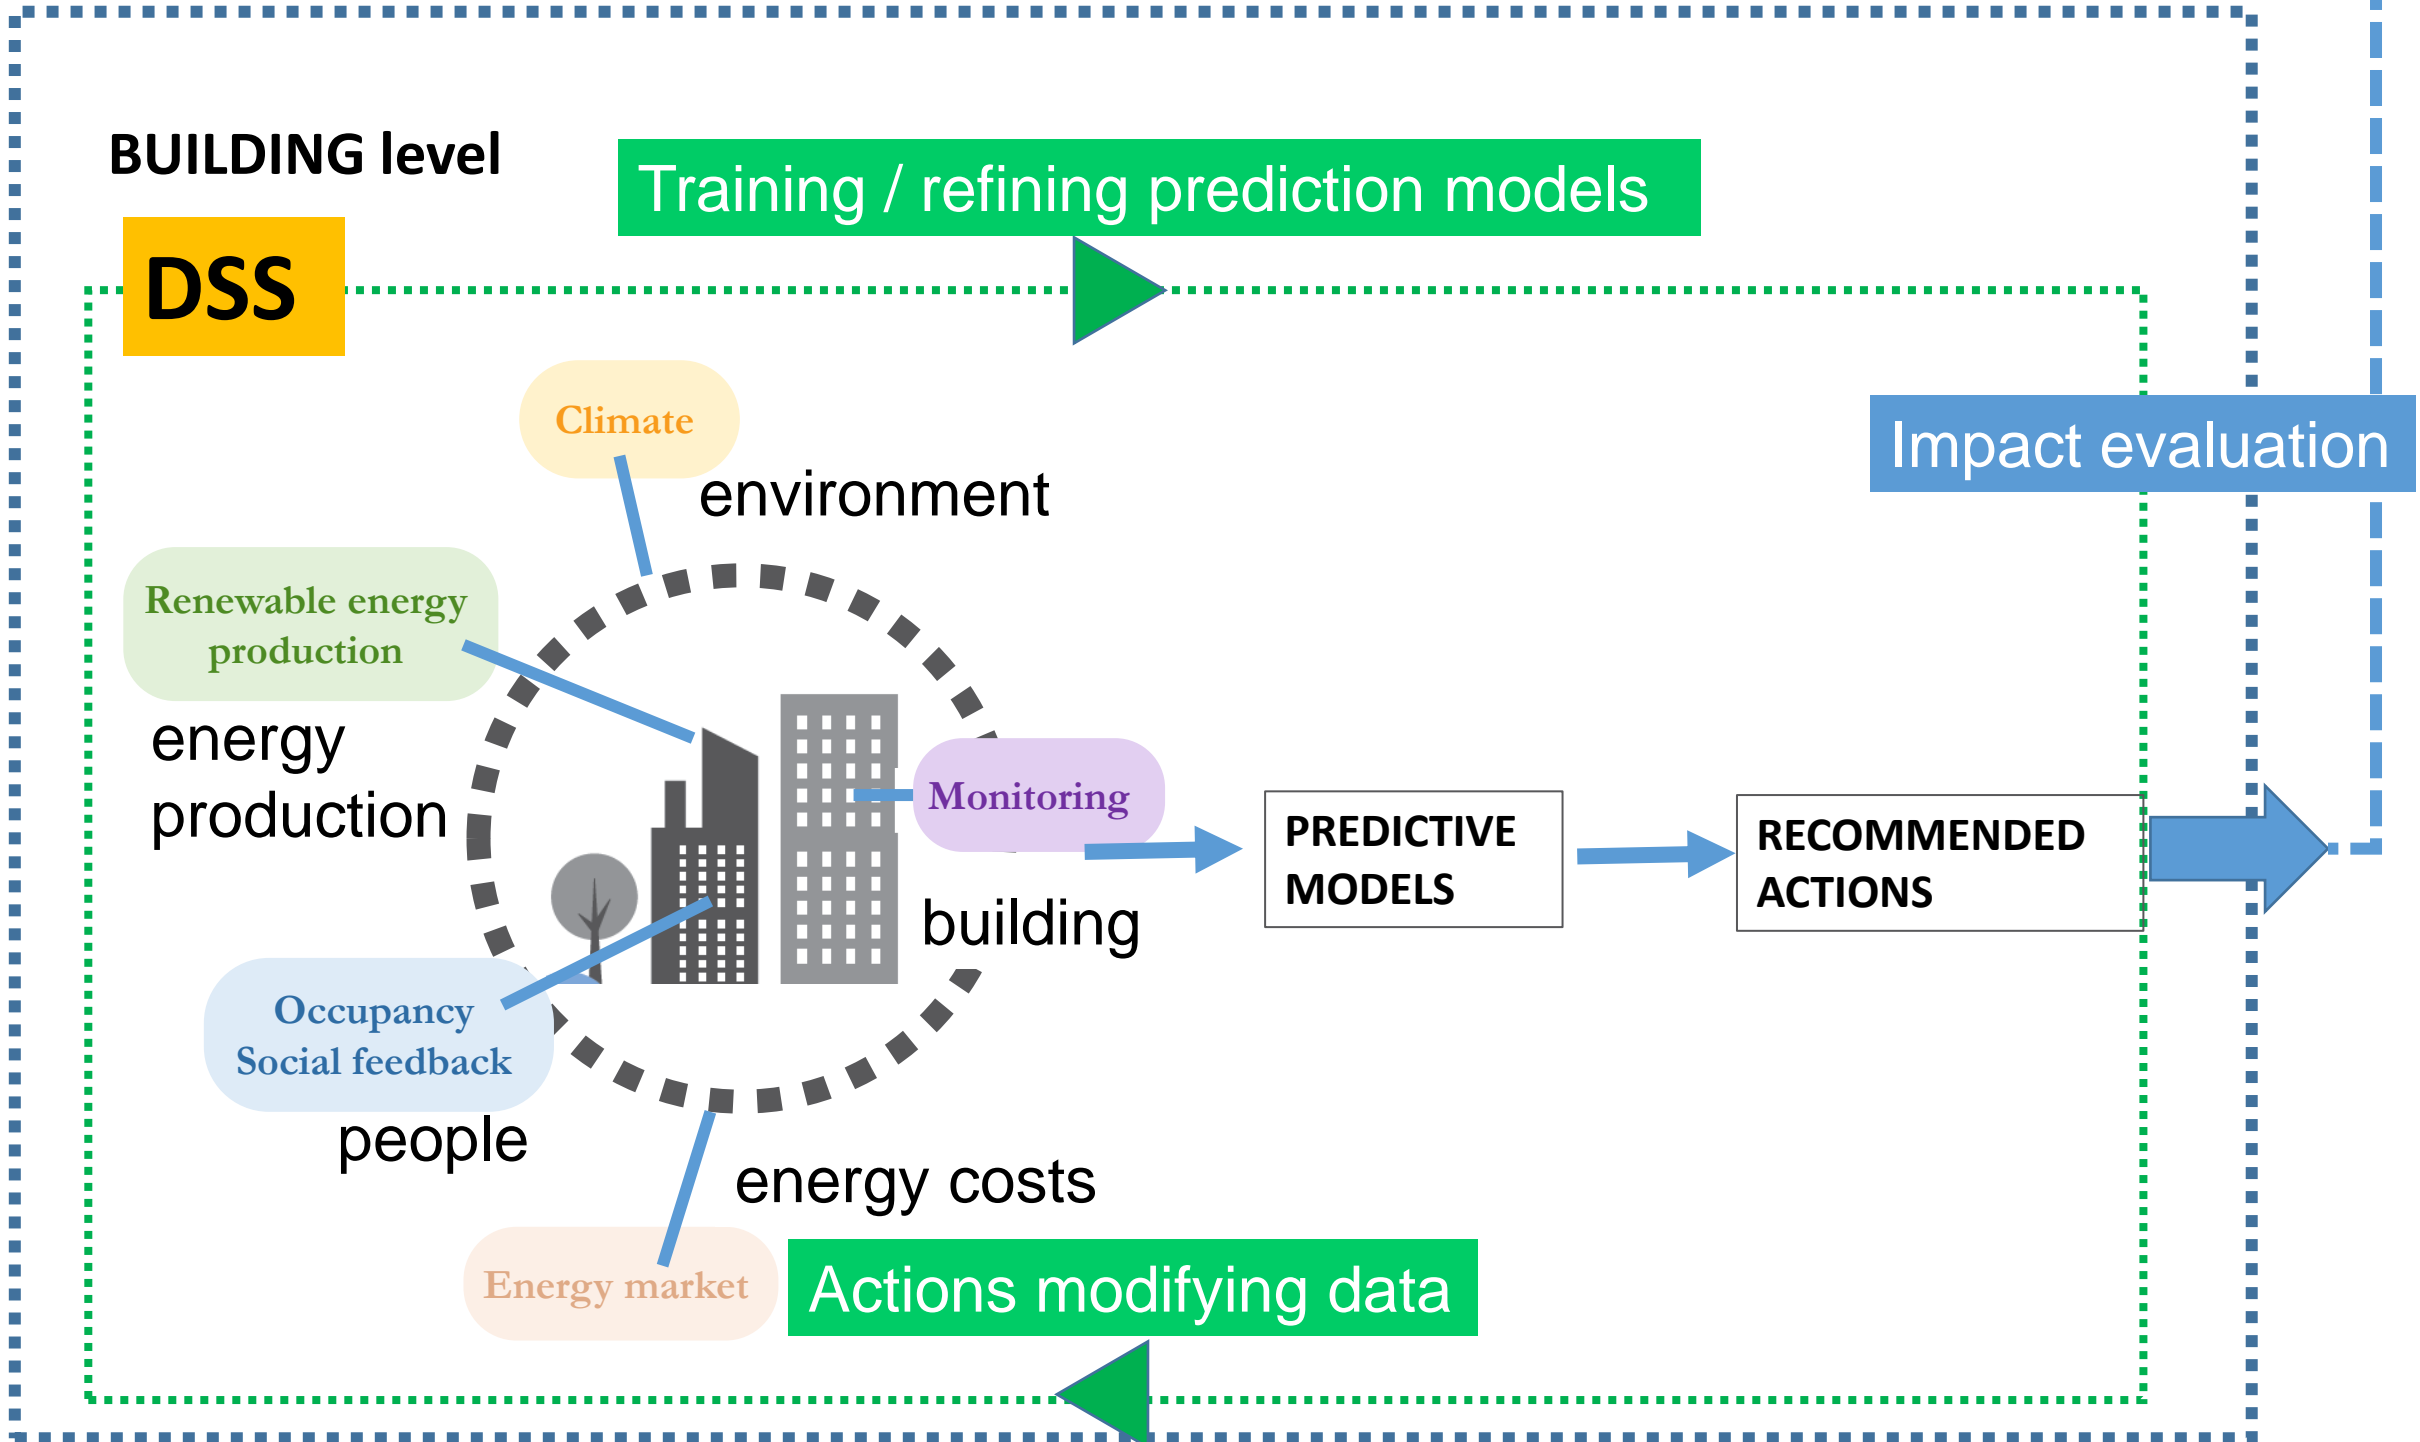 BUILDING level
Training / refining prediction models
DSS
Climate
environment
Impact evaluation
Renewable energy
production
energy
production
Monitoring
PREDICTIVE
MODELS
RECOMMENDED
ACTIONS
building
Occupancy
Social feedback
people
energy costs
Energy market
Actions modifying data